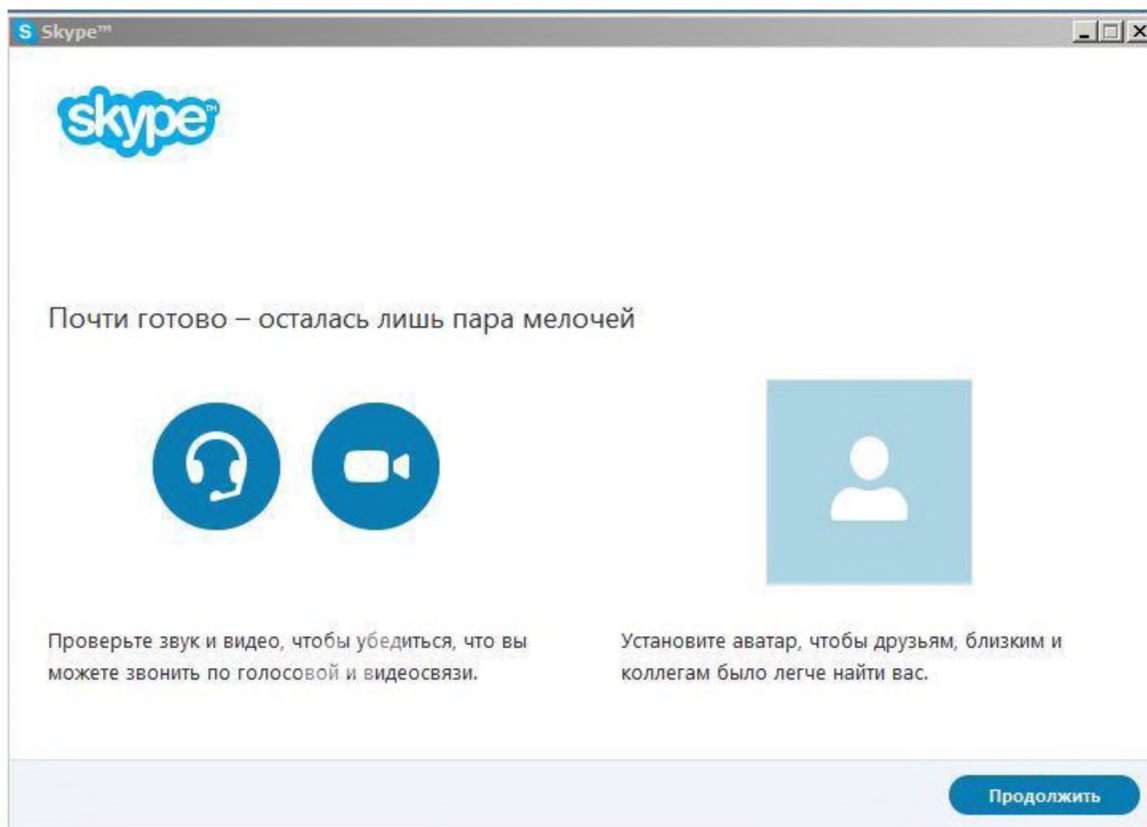 S Skype™
skype™
Почти готово – осталась лишь пара мелочей
Проверьте звук и видео, чтобы убедиться, что вы
можете звонить по голосовой и видеосвязи.
Установите аватар, чтобы друзьям, близким и
коллегам было легче найти вас.
Продолжить